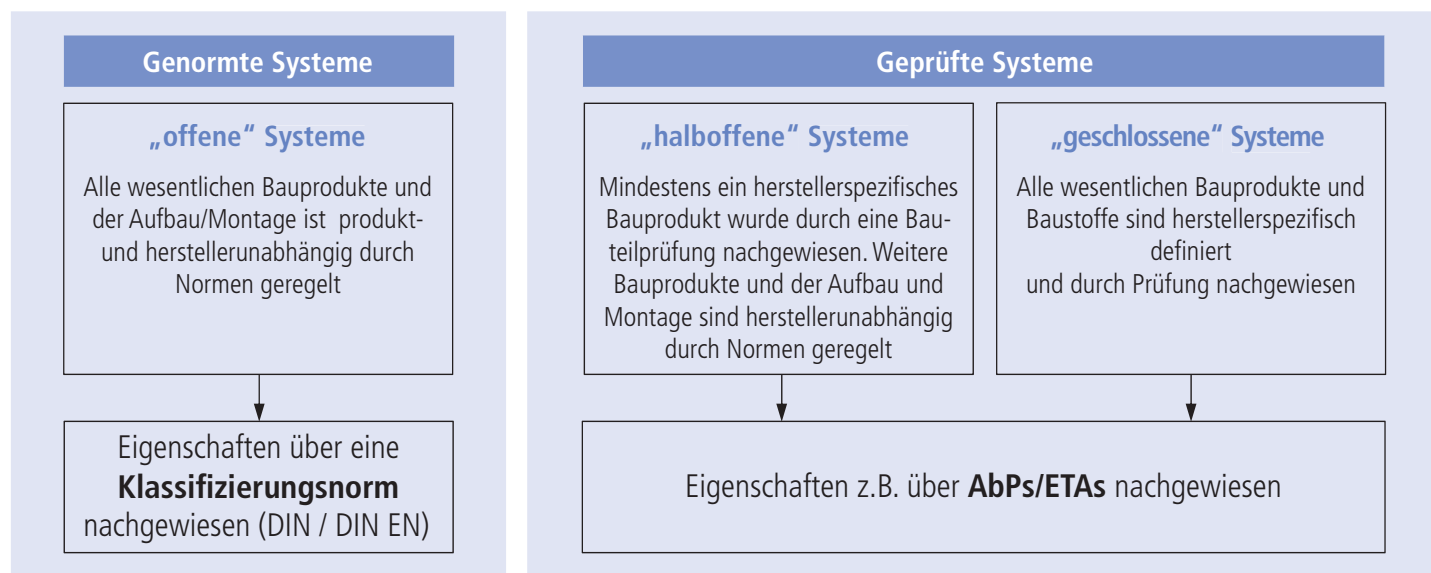 Genormte Systeme
„offene“ Systeme
Alle wesentlichen Bauprodukte und
der Aufbau/Montage ist produkt-
und herstellerunabhängig durch
Normen geregelt
Eigenschaften über eine
Klassifizierungsnorm
nachgewiesen (DIN / DIN EN)
Geprüfte Systeme
„halboffene“ Systeme
Mindestens ein herstellerspezifisches
Bauprodukt wurde durch eine Bau-
teilprüfung nachgewiesen. Weitere
Bauprodukte und der Aufbau und
Montage sind herstellerunabhängig
durch Normen geregelt
„geschlossene“ Systeme
Alle wesentlichen Bauprodukte und
Baustoffe sind herstellerspezifisch
definiert
und durch Prüfung nachgewiesen
Eigenschaften z.B. über AbPs/ETAs nachgewiesen